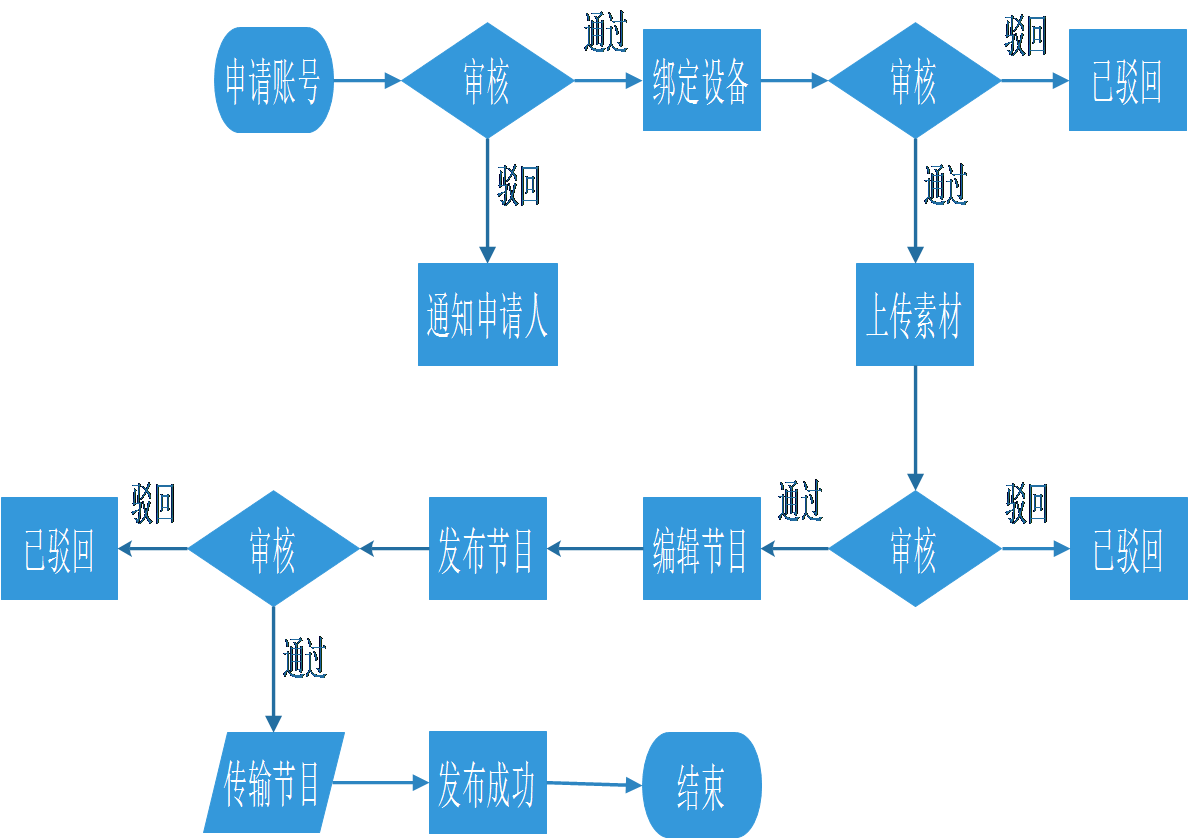 申请账号
审核
通过
绑定设备
审核
驳回
已驳回
驳回
通过
通知申请人
上传素材
已驳回
驳回
审核
发布节目
编辑节目
通过
审核
驳回
已驳回
通过
传输节目
发布成功
结束